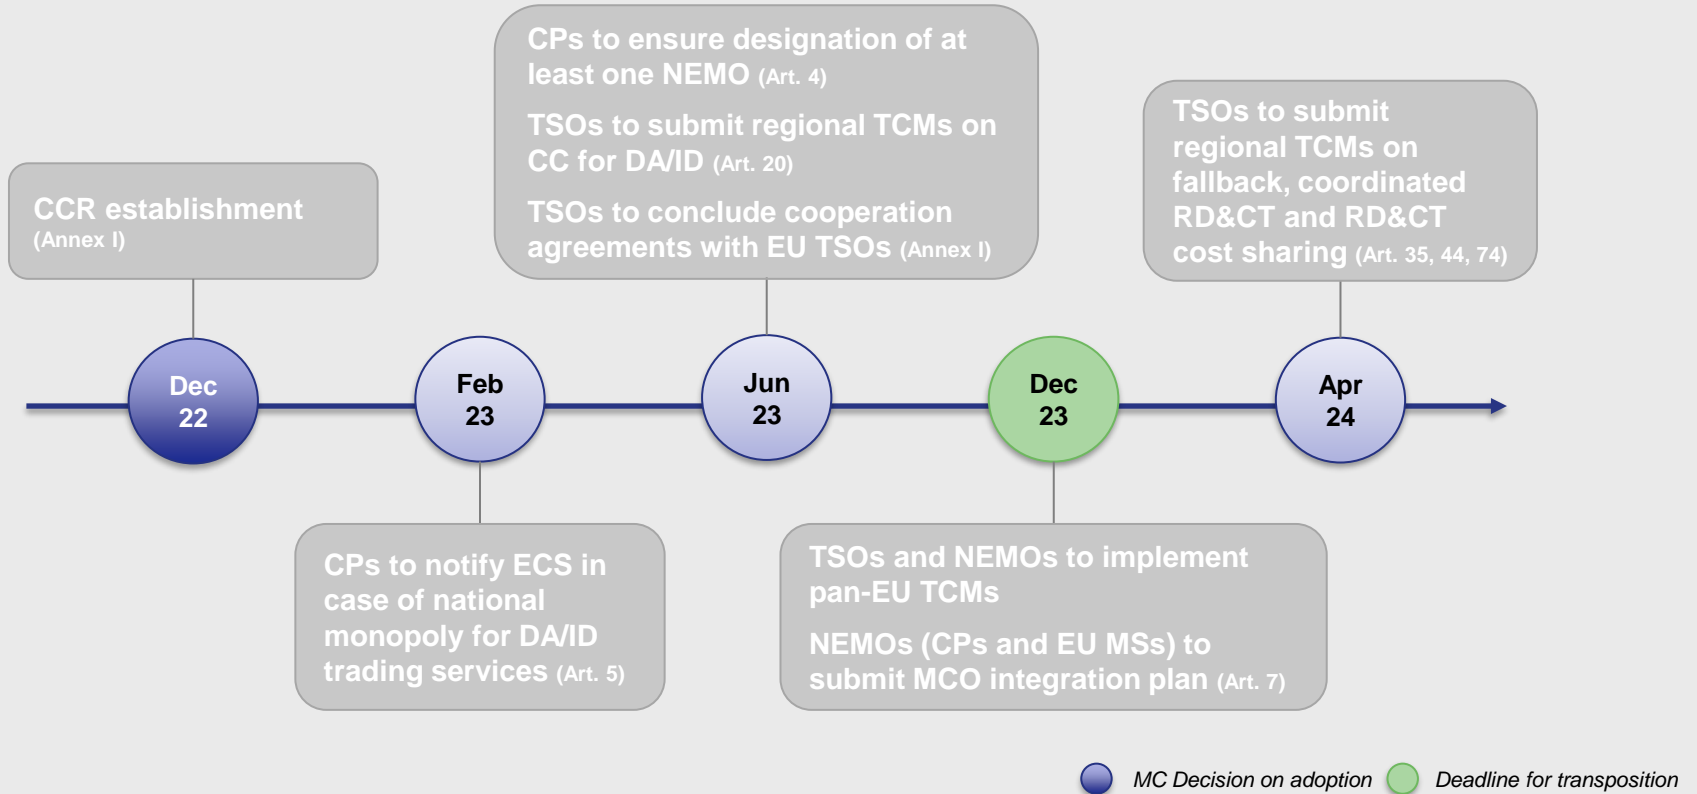 CPs to ensure designation of at
least one NEMO (Art. 4)
TSOs to submit regional TCMs on
CC for DA/ID (Art. 20)
TSOs to conclude cooperation
agreements with EU TSOs (Annex I)
TSOs to submit
regional TCMs on
fallback, coordinated
RD&CT and RD&CT
cost sharing (Art. 35, 44, 74)
CCR establishment
(Annex I)
Dec
22
Feb
23
Jun
23
Dec
23
Apr
24
CPs to notify ECS in
case of national
monopoly for DA/ID
trading services (Art. 5)
TSOs and NEMOs to implement
pan-EU TCMs
NEMOs (CPs and EU MSs) to
submit MCO integration plan (Art. 7)
MC Decision on adoption
Deadline for transposition